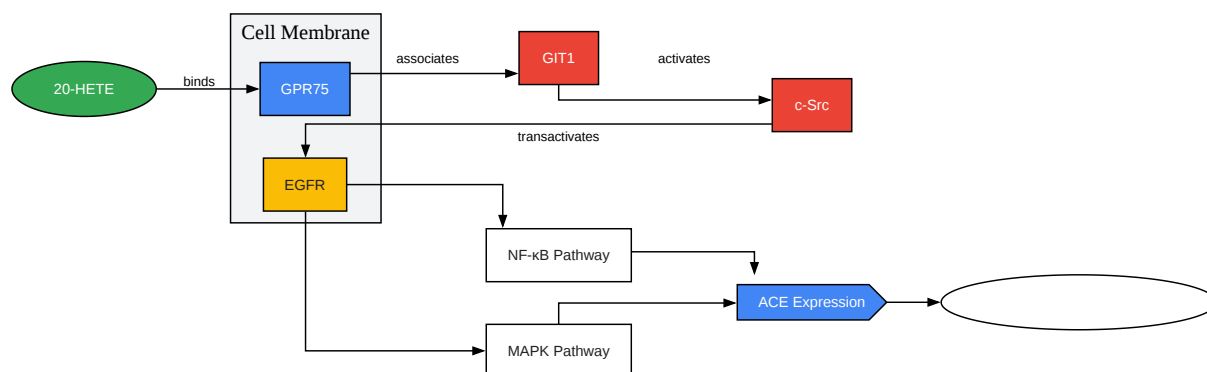 Cell Membrane
20-HETE
binds
GPR75
associates
GIT1
activates
c-Src
transactivates
EGFR
NF-κB Pathway
MAPK Pathway
ACE Expression